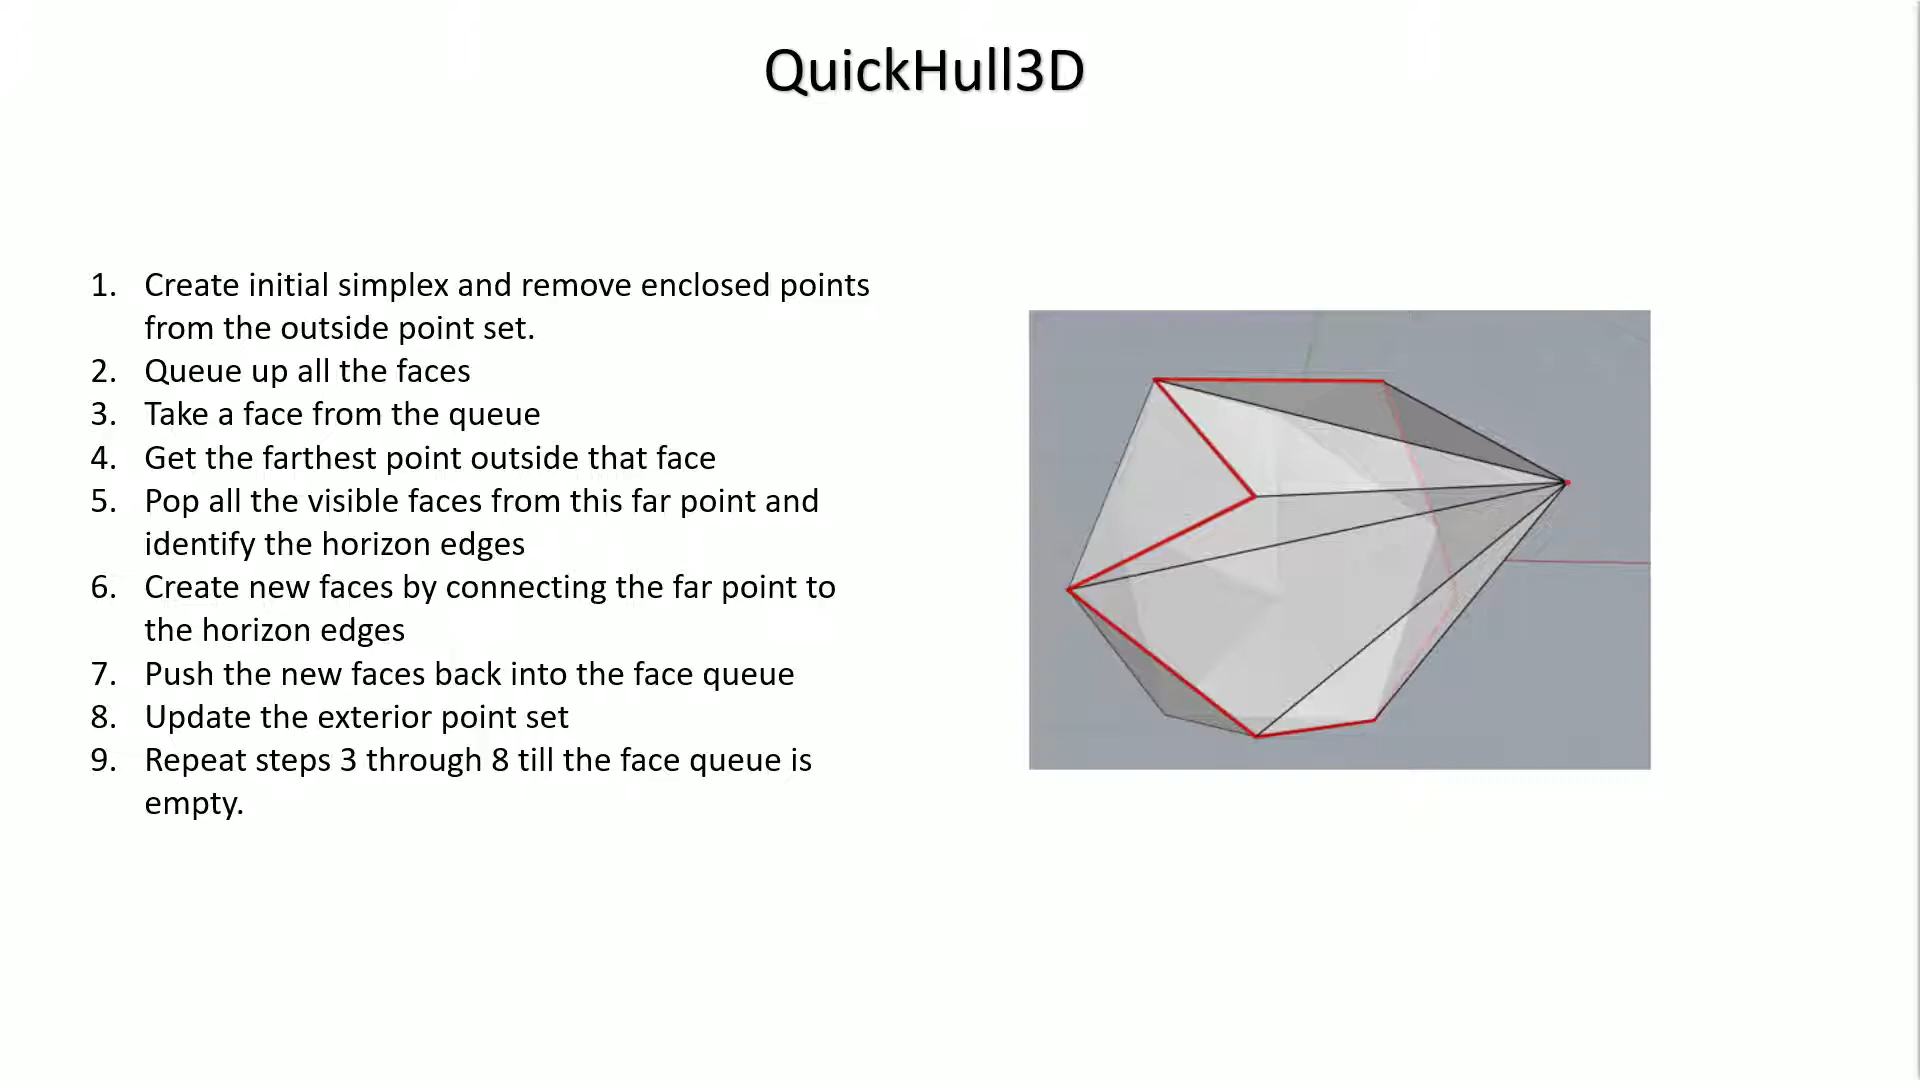 QuickHull3D
1. Create initial simplex and remove enclosed points
from the outside point set.
2. Queue up all the faces
3. Take a face from the queue
4. Get the farthest point outside that face
5. Pop all the visible faces from this far point and
identify the horizon edges
6. Create new faces by connecting the far point to
the horizon edges
7. Push the new faces back into the face queue
8. Update the exterior point set
9. Repeat steps 3 through 8 till the face queue is
empty.